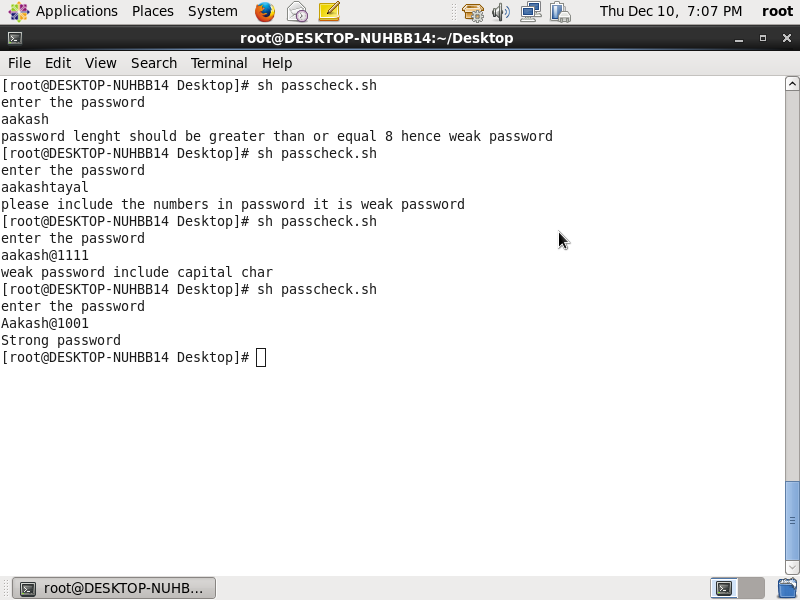 Applications Places System Thu Dec 10, 7:07 PM root
root@DESKTOP-NUHBB14:~/Desktop
File Edit View Search Terminal Help
[root@DESKTOP-NUHBB14 Desktop]# sh passcheck.sh
enter the password
aakash
password lenght should be greater than or equal 8 hence weak password
[root@DESKTOP-NUHBB14 Desktop]# sh passcheck.sh
enter the password
aakashtayal
please include the numbers in password it is weak password
[root@DESKTOP-NUHBB14 Desktop]# sh passcheck.sh
enter the password
aakash@1111
weak password include capital char
[root@DESKTOP-NUHBB14 Desktop]# sh passcheck.sh
enter the password
Aakash@1001
Strong password
[root@DESKTOP-NUHBB14 Desktop]#
root@DESKTOP-NUHB...